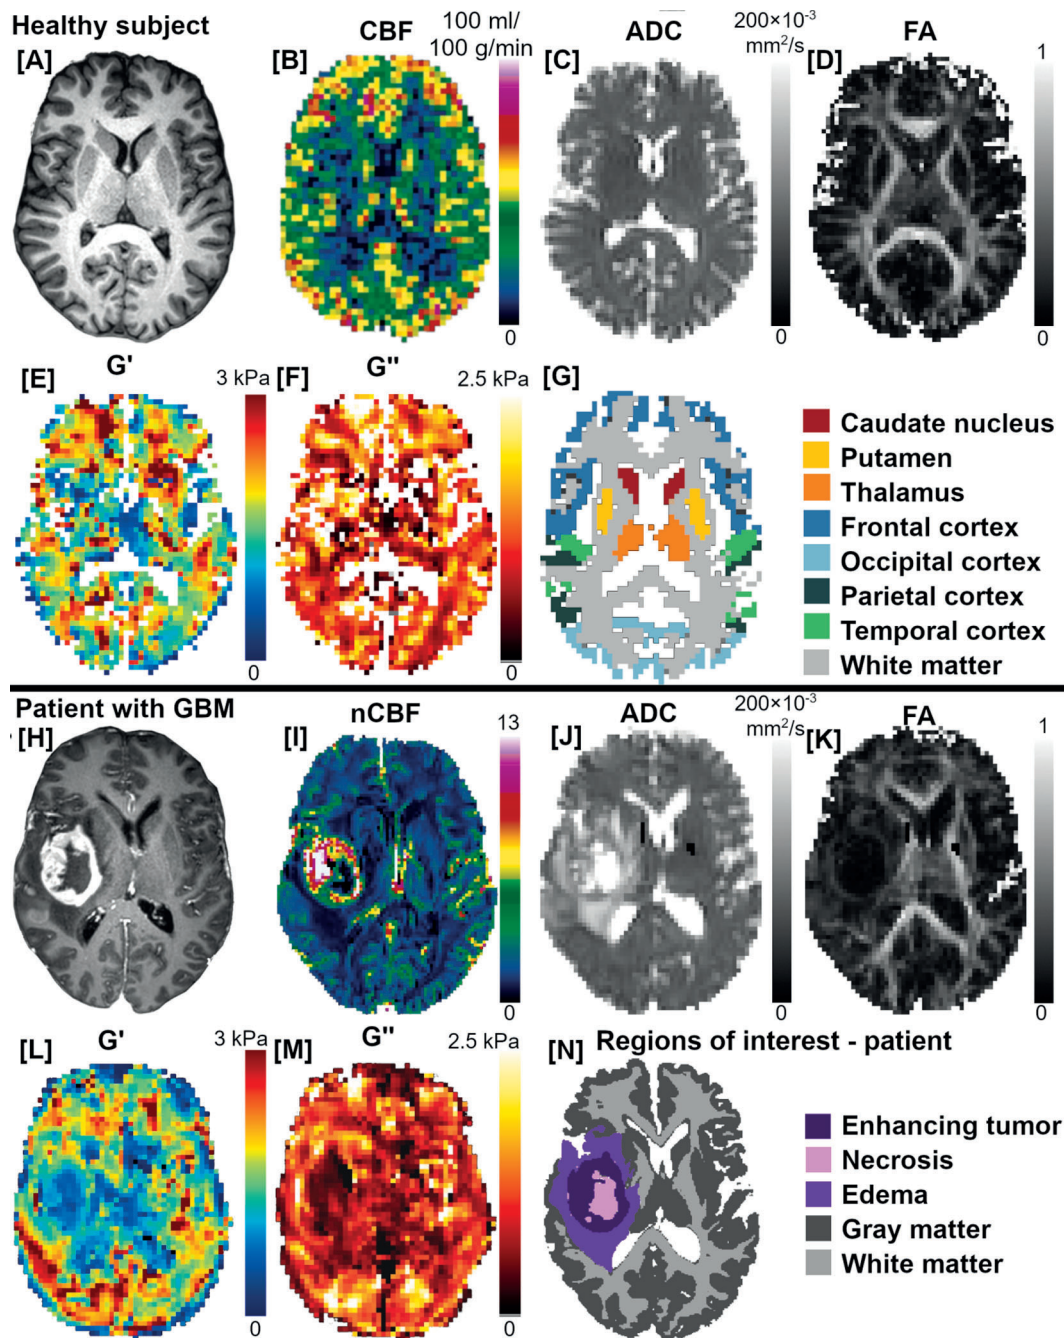 Healthy subject
[A]
CBF
100 ml/
100 g/min
[B]
0
ADC
200×10⁻³
mm²/s
[C]
0
FA
1
[D]
0
G'
[E]
3 kPa
0
G"
[F]
2.5 kPa
0
[G]
Caudate nucleus
Putamen
Thalamus
Frontal cortex
Occipital cortex
Parietal cortex
Temporal cortex
White matter
Patient with GBM
[H]
nCBF
13
[I]
0
ADC
200×10⁻³
mm²/s
[J]
0
FA
1
[K]
0
G'
[L]
3 kPa
0
G"
[M]
2.5 kPa
0
[N] Regions of interest - patient
Enhancing tumor
Necrosis
Edema
Gray matter
White matter